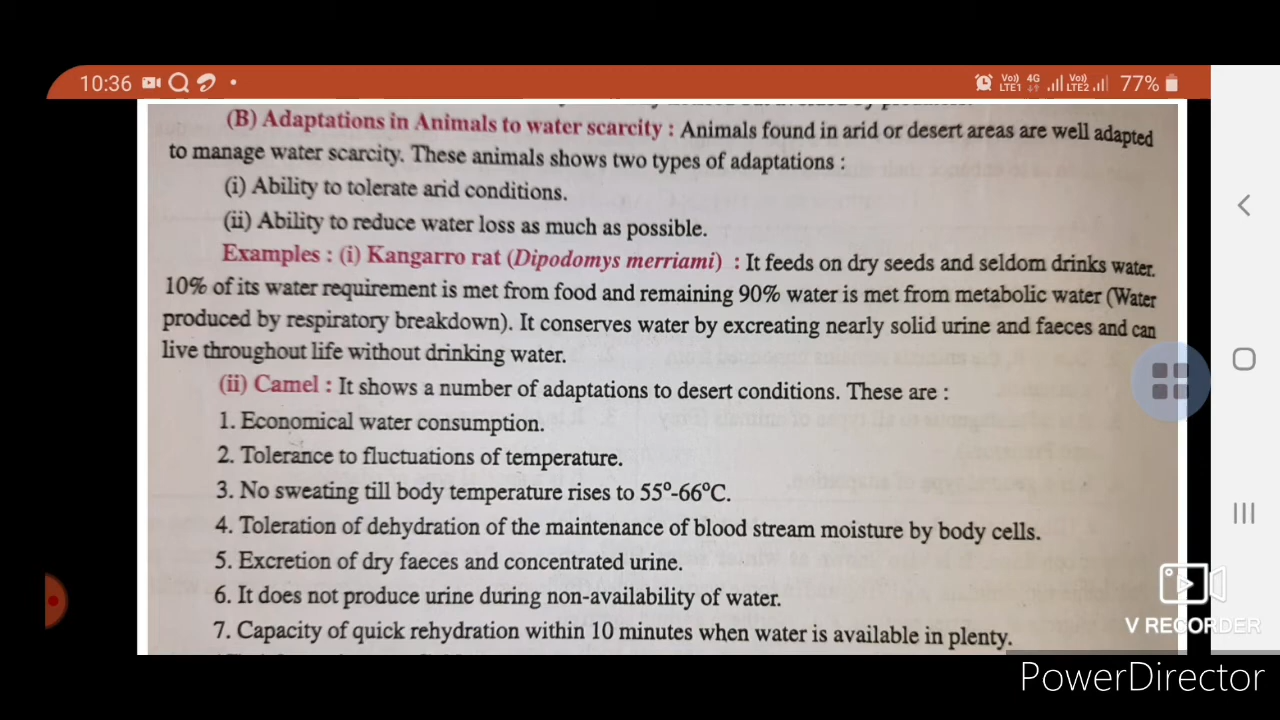 10:36
Vo)) 4G Vo))
LTE1 LTE2 77%
(B) Adaptations in Animals to water scarcity : Animals found in arid or desert areas are well adapted
to manage water scarcity. These animals shows two types of adaptations :
(i) Ability to tolerate arid conditions.
(ii) Ability to reduce water loss as much as possible.
Examples : (i) Kangarro rat (Dipodomys merriami) : It feeds on dry seeds and seldom drinks water.
10% of its water requirement is met from food and remaining 90% water is met from metabolic water (Water
produced by respiratory breakdown). It conserves water by excreating nearly solid urine and faeces and can
live throughout life without drinking water.
(ii) Camel : It shows a number of adaptations to desert conditions. These are :
1. Economical water consumption.
2. Tolerance to fluctuations of temperature.
3. No sweating till body temperature rises to 55°-66°C.
4. Toleration of dehydration of the maintenance of blood stream moisture by body cells.
5. Excretion of dry faeces and concentrated urine.
6. It does not produce urine during non-availability of water.
7. Capacity of quick rehydration within 10 minutes when water is available in plenty.
V RECORDER
PowerDirector